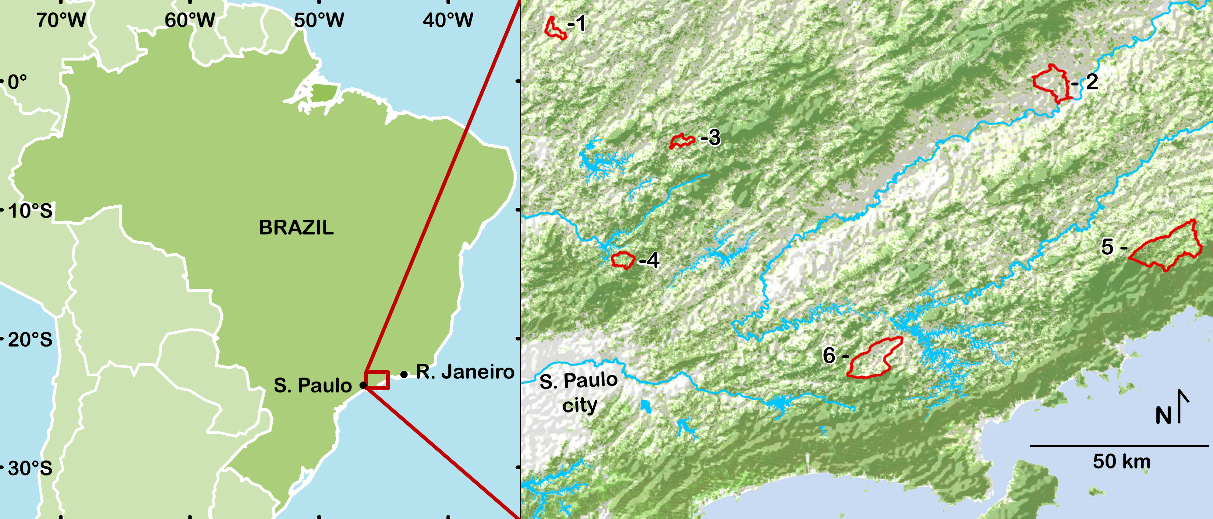 70°W 60°W 50°W 40°W
0°
10°S
BRAZIL
20°S
S. Paulo
R. Janeiro
30°S
-1
- 2
-3
-4
5 -
6 -
S. Paulo
city
N
50 km